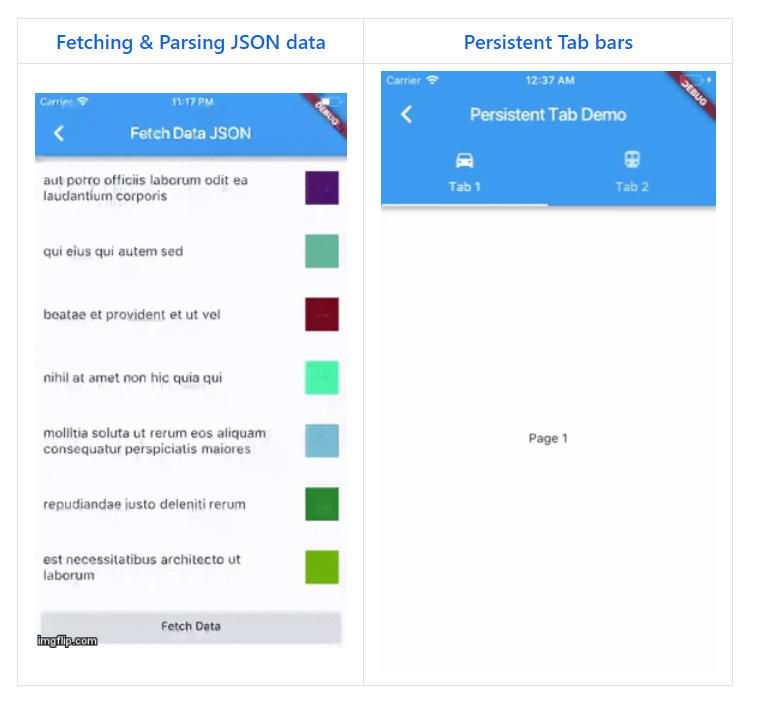 Fetching & Parsing JSON data
Carrier
11:17 PM
DEBUG
Fetch Data JSON
aut porro officiis laborum odit ea
laudantium corporis
qui eius qui autem sed
beatae et provident et ut vel
nihil at amet non hic quia qui
mollitia soluta ut rerum eos aliquam
consequatur perspiciatis maiores
repudiandae iusto deleniti rerum
est necessitatibus architecto ut
laborum
Fetch Data
imgflip.com
Persistent Tab bars
Carrier
12:37 AM
DEBUG
Persistent Tab Demo
Tab 1
Tab 2
Page 1